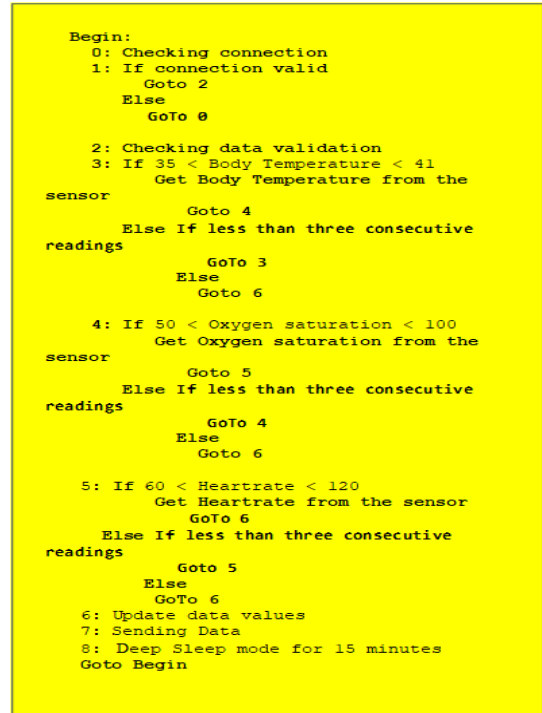 Begin:
0: Checking connection
1: If connection valid
Goto 2
Else
GoTo 0
2: Checking data validation
3: If 35 < Body Temperature < 41
Get Body Temperature from the
sensor
Goto 4
Else If less than three consecutive
readings
GoTo 3
Else
Goto 6
4: If 50 < Oxygen saturation < 100
Get Oxygen saturation from the
sensor
Goto 5
Else If less than three consecutive
readings
GoTo 4
Else
Goto 6
5: If 60 < Heartrate < 120
Get Heartrate from the sensor
GoTo 6
Else If less than three consecutive
readings
Goto 5
Else
GoTo 6
6: Update data values
7: Sending Data
8: Deep Sleep mode for 15 minutes
Goto Begin